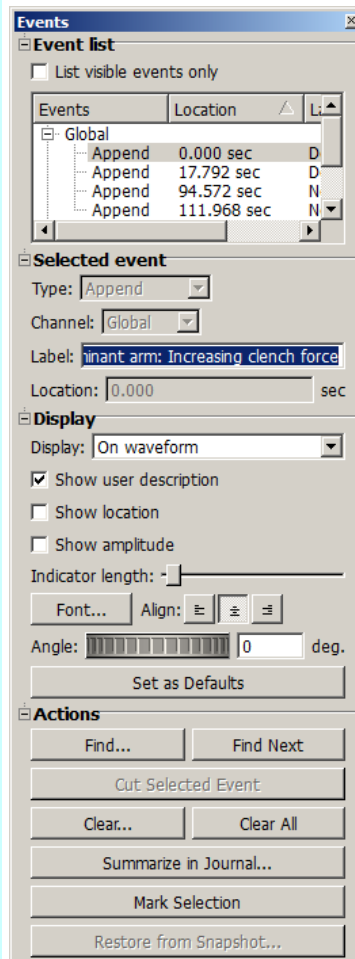 Events
Event list
List visible events only
Events Location
Global
Append 0.000 sec D
Append 17.792 sec D
Append 94.572 sec N
Append 111.968 sec N
Selected event
Type: Append
Channel: Global
Label: arm: Increasing clench force
Location: 0.000 sec
Display
Display: On waveform
Show user description
Show location
Show amplitude
Indicator length:
Font... Align:
Angle: 0 deg.
Set as Defaults
Actions
Find... Find Next
Cut Selected Event
Clear... Clear All
Summarize in Journal...
Mark Selection
Restore from Snapshot...